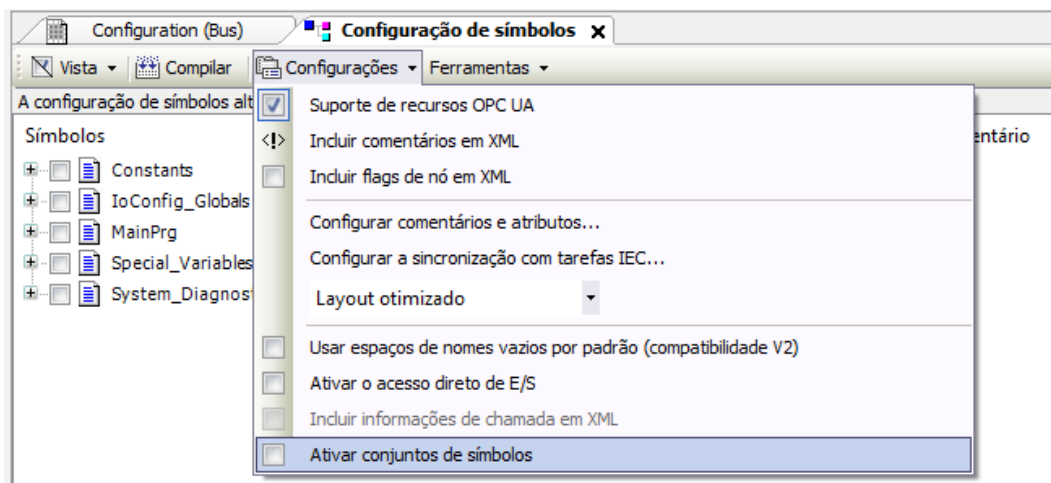 Configuration (Bus) Configuração de símbolos
Vista Compilar Configurações Ferramentas
A configuração de símbolos alt
Símbolos
entário
Constants
IoConfig_Globals
MainPrg
Special_Variables
System_Diagnos
Suporte de recursos OPC UA
Incluir comentários em XML
Incluir flags de nó em XML
Configurar comentários e atributos...
Configurar a sincronização com tarefas IEC...
Layout otimizado
Usar espaços de nomes vazios por padrão (compatibilidade V2)
Ativar o acesso direto de E/S
Incluir informações de chamada em XML
Ativar conjuntos de símbolos